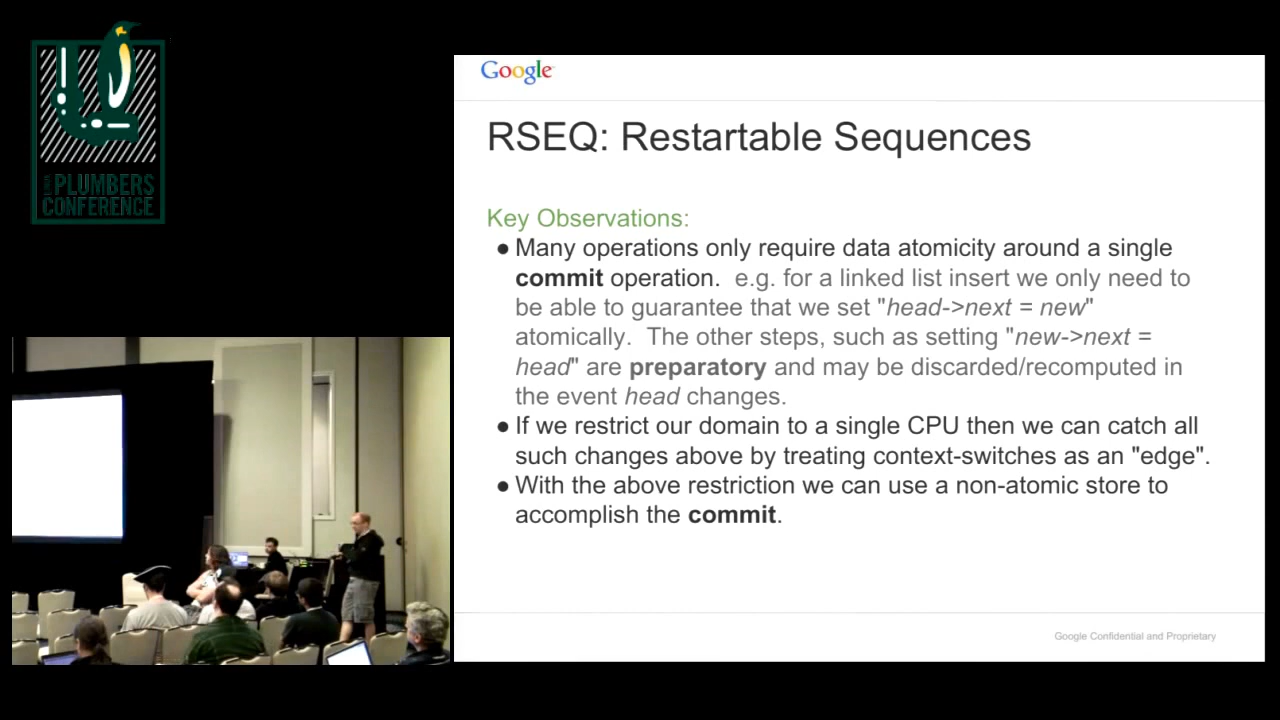 LINUX
PLUMBERS
CONFERENCE
Google
RSEQ: Restartable Sequences
Key Observations:
● Many operations only require data atomicity around a single
commit operation.  e.g. for a linked list insert we only need to
be able to guarantee that we set "head->next = new"
atomically.  The other steps, such as setting "new->next =
head" are preparatory and may be discarded/recomputed in
the event head changes.
● If we restrict our domain to a single CPU then we can catch all
such changes above by treating context-switches as an "edge".
● With the above restriction we can use a non-atomic store to
accomplish the commit.
Google Confidential and Proprietary